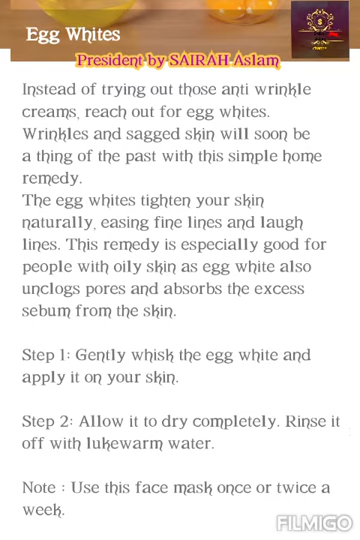 Egg Whites
President by SAIRAH Aslam
Instead of trying out those anti wrinkle
creams, reach out for egg whites.
Wrinkles and sagged skin will soon be
a thing of the past with this simple home
remedy.
The egg whites tighten your skin
naturally, easing fine lines and laugh
lines. This remedy is especially good for
people with oily skin as egg white also
unclogs pores and absorbs the excess
sebum from the skin.
Step 1: Gently whisk the egg white and
apply it on your skin.
Step 2: Allow it to dry completely. Rinse it
off with lukewarm water.
Note : Use this face mask once or twice a
week.
FILMIGO